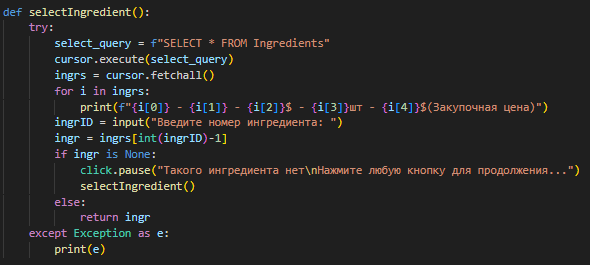 def selectIngredient():
    try:
        select_query = f"SELECT * FROM Ingredients"
        cursor.execute(select_query)
        ingrs = cursor.fetchall()
        for i in ingrs:
            print(f"{i[0]} - {i[1]} - {i[2]}$ - {i[3]}шт - {i[4]}$(Закупочная цена)")
        ingrID = input("Введите номер ингредиента: ")
        ingr = ingrs[int(ingrID)-1]
        if ingr is None:
            click.pause("Такого ингредиента нет\nНажмите любую кнопку для продолжения...")
            selectIngredient()
        else:
            return ingr
    except Exception as e:
        print(e)